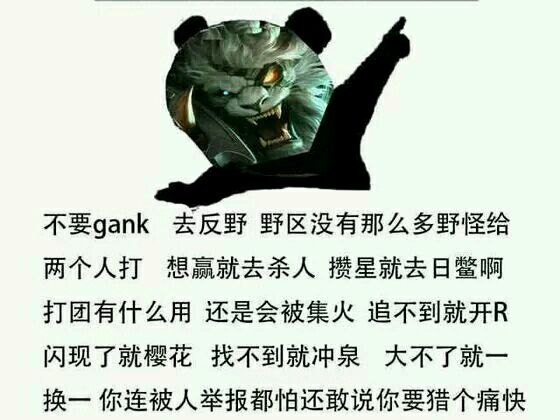 不要gank 去反野 野区没有那么多野怪给
两个人打 想赢就去杀人 攒星就去日鳖啊
打团有什么用 还是会被集火 追不到就开R
闪现了就樱花 找不到就冲泉 大不了就一
换一 你连被人举报都怕还敢说你要猎个痛快